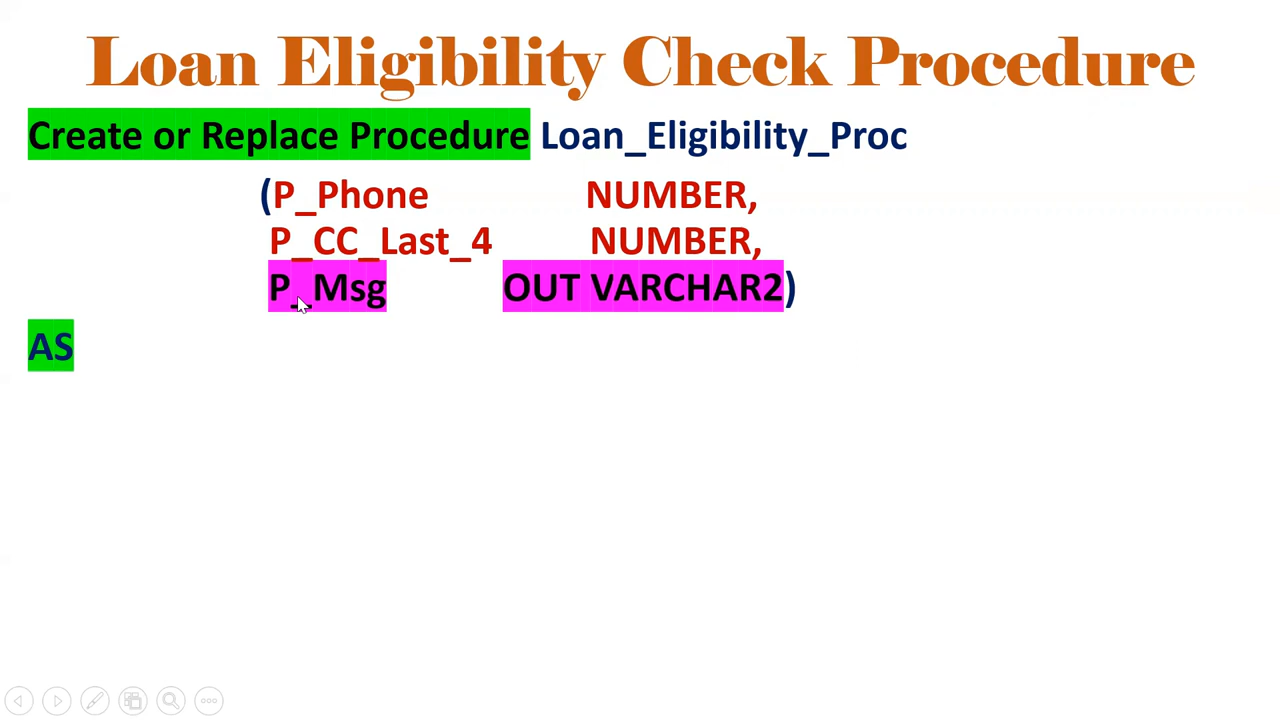 Loan Eligibility Check Procedure
Create or Replace Procedure Loan_Eligibility_Proc
(P_Phone NUMBER,
P_CC_Last_4 NUMBER,
P_Msg OUT VARCHAR2)
AS